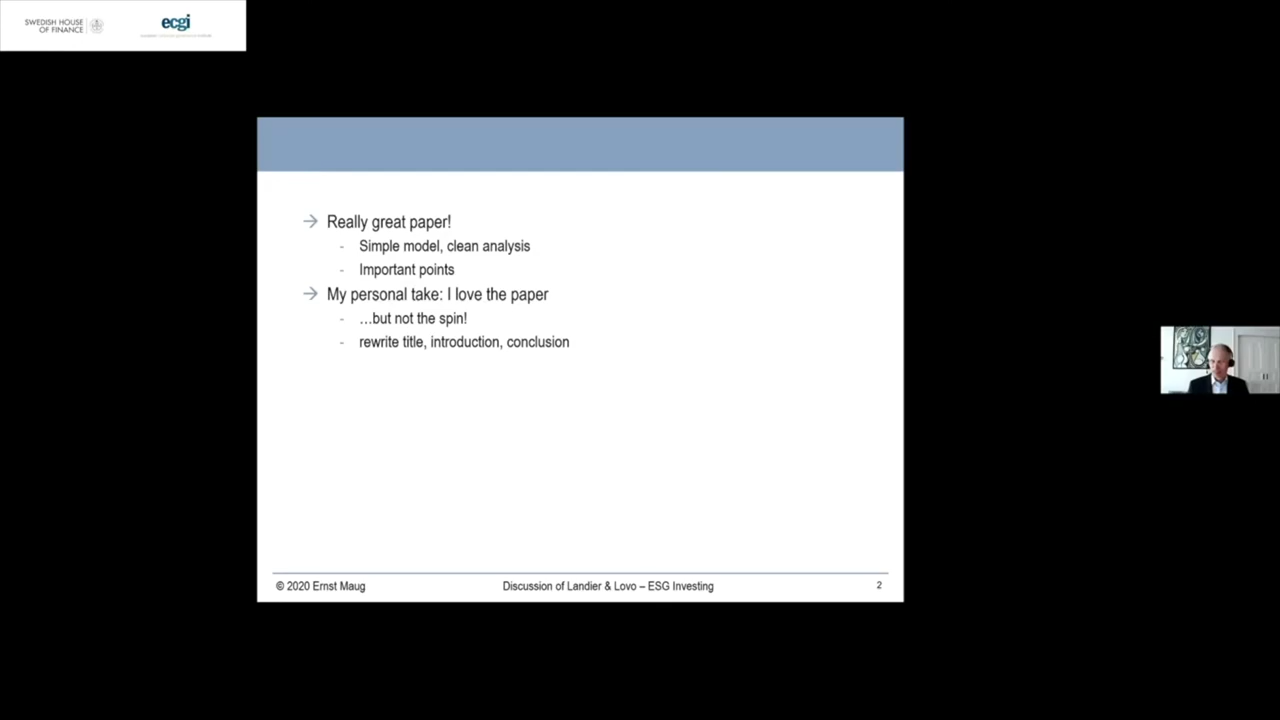 SWEDISH HOUSE
OF FINANCE
ecgi
Really great paper!
- Simple model, clean analysis
- Important points
My personal take: I love the paper
- …but not the spin!
- rewrite title, introduction, conclusion
© 2020 Ernst Maug
Discussion of Landier & Lovo – ESG Investing
2